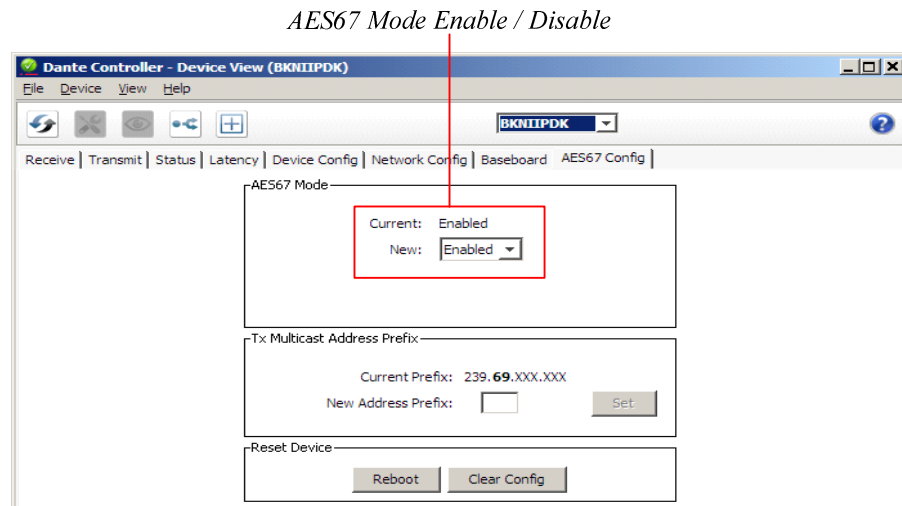 AES67 Mode Enable / Disable
Dante Controller - Device View (BKNIIPDK)
File Device View Help
BKNIIPDK
Receive Transmit Status Latency Device Config Network Config Baseboard AES67 Config
AES67 Mode
Current: Enabled
New: Enabled
Tx Multicast Address Prefix
Current Prefix: 239.69.XXX.XXX
New Address Prefix: Set
Reset Device
Reboot Clear Config